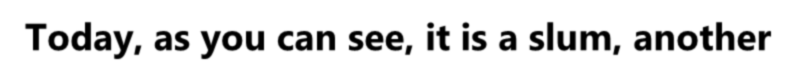 Today, as you can see, it is a slum, another